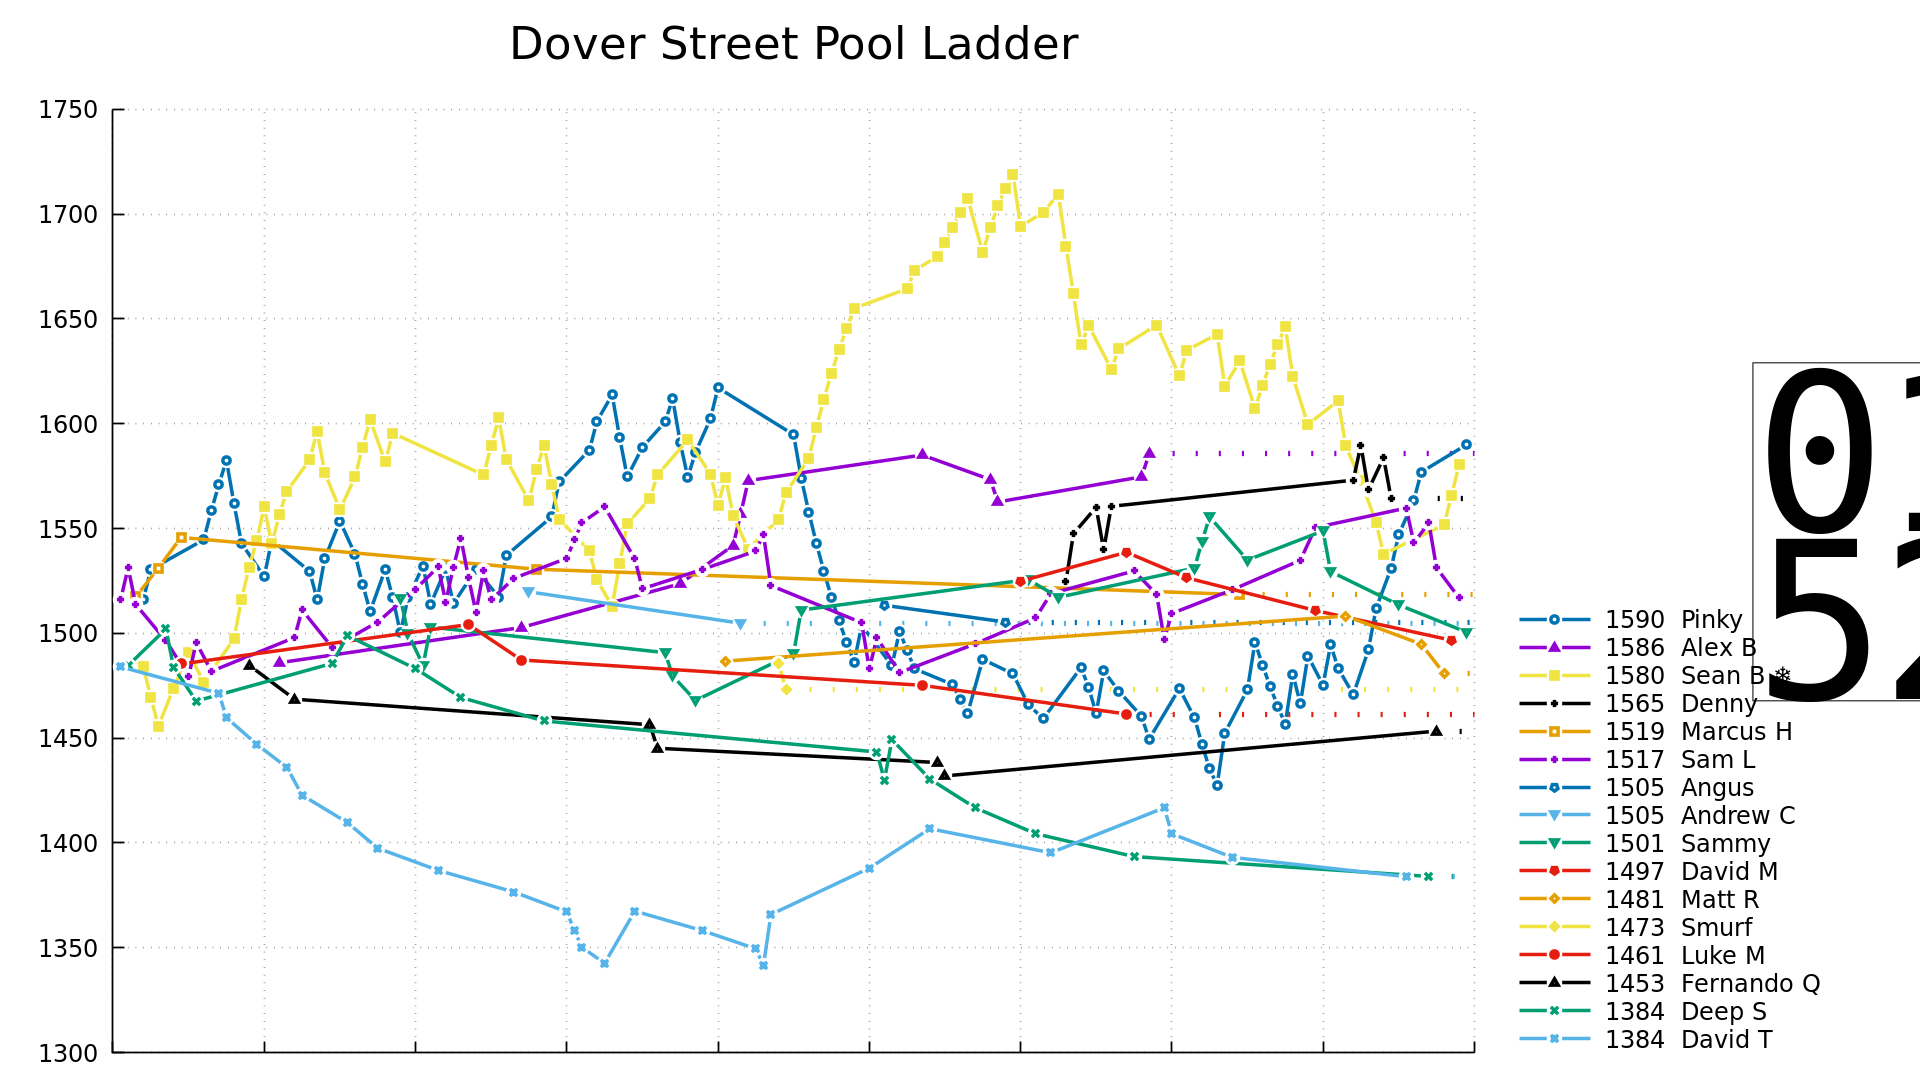 Dover Street Pool Ladder
1750
1700
1650
1600
1550
1500
1450
1400
1350
1300
1590 Pinky
1586 Alex B
1580 Sean B ❄
1565 Denny
1519 Marcus H
1517 Sam L
1505 Angus
1505 Andrew C
1501 Sammy
1497 David M
1481 Matt R
1473 Smurf
1461 Luke M
1453 Fernando Q
1384 Deep S
1384 David T